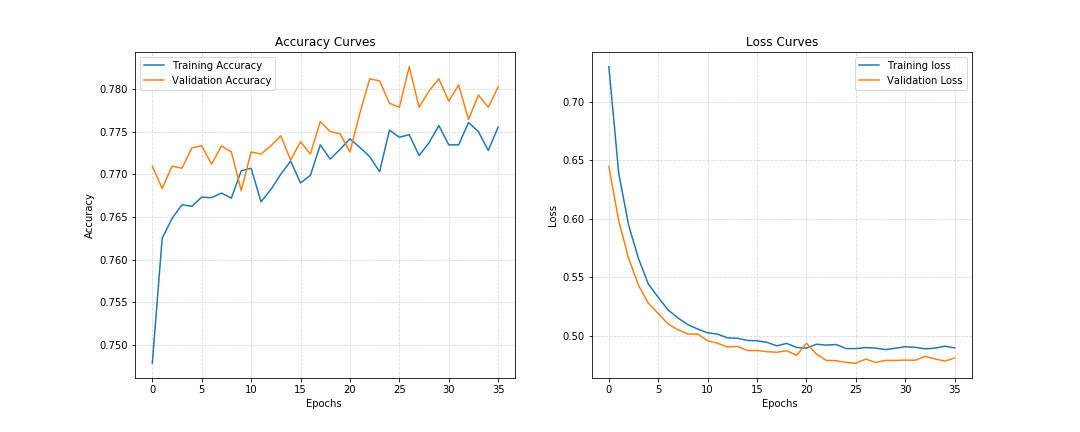 Accuracy Curves
Training Accuracy
Validation Accuracy
0.780
0.775
0.770
0.765
0.760
0.755
0.750
Accuracy
0 5 10 15 20 25 30 35
Epochs
Loss Curves
Training loss
Validation Loss
0.70
0.65
0.60
0.55
0.50
Loss
0 5 10 15 20 25 30 35
Epochs